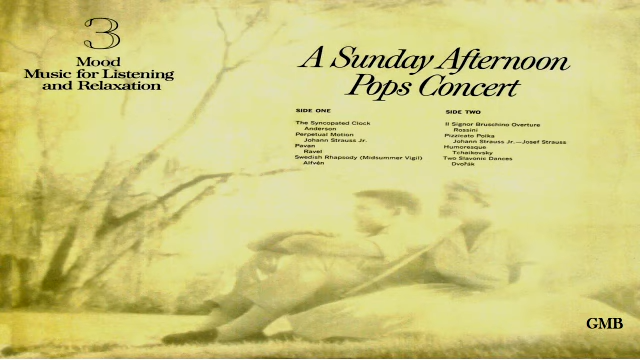 3
Mood
Music for Listening
and Relaxation
A Sunday Afternoon
Pops Concert
SIDE ONE
The Syncopated Clock
Anderson
Perpetual Motion
Johann Strauss Jr.
Pavan
Ravel
Swedish Rhapsody (Midsummer Vigil)
Alfvén
SIDE TWO
Il Signor Bruschino Overture
Rossini
Pizzicato Polka
Johann Strauss Jr.—Josef Strauss
Humoresque
Tchaikovsky
Two Slavonic Dances
Dvořák
GMB